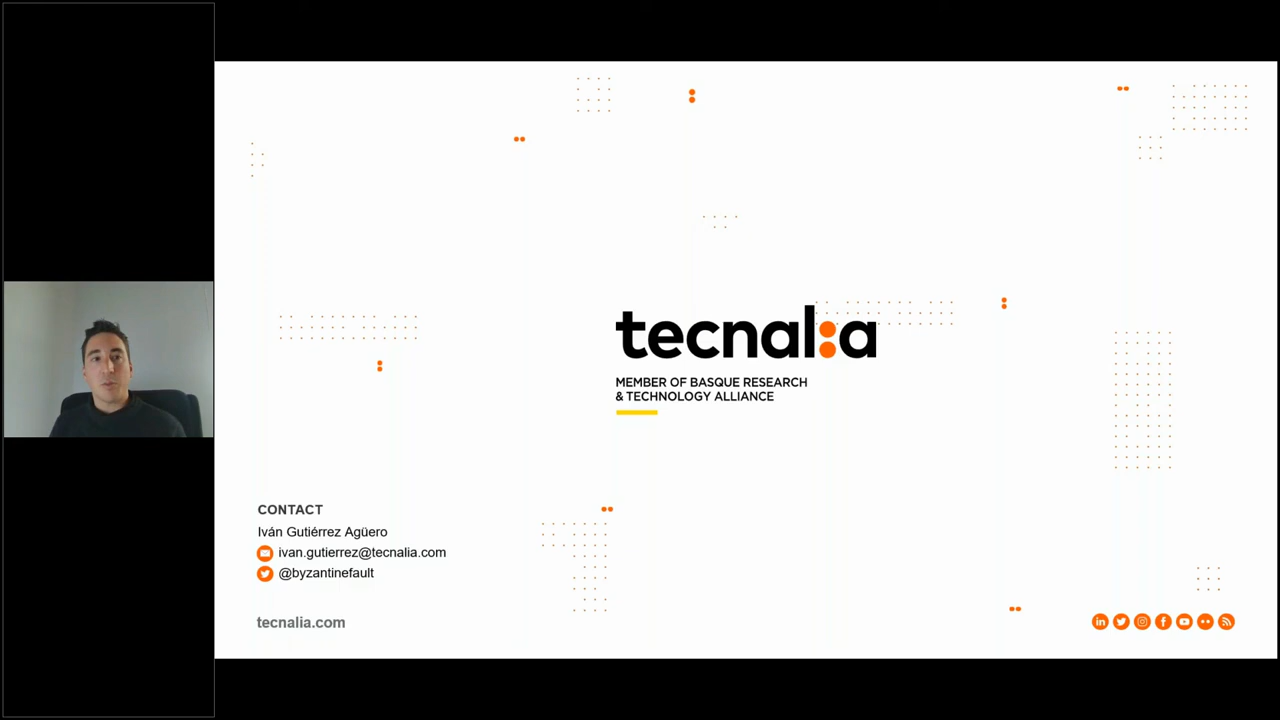 tecnalia
MEMBER OF BASQUE RESEARCH
& TECHNOLOGY ALLIANCE
CONTACT
Iván Gutiérrez Agüero
ivan.gutierrez@tecnalia.com
@byzantinefault
tecnalia.com